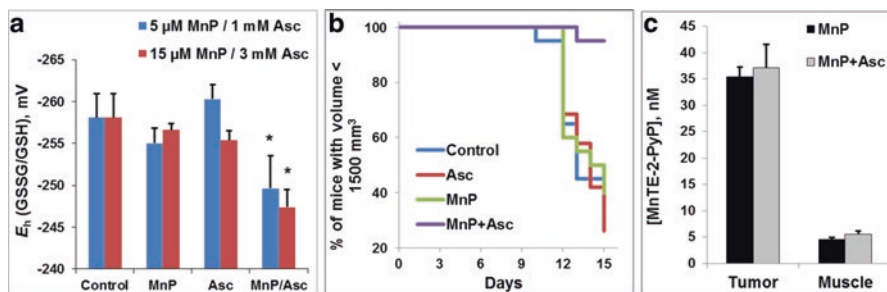 a
5 µM MnP / 1 mM Asc
15 µM MnP / 3 mM Asc
Eh (GSSG/GSH), mV
-265
-260
-255
-250
-245
-240
*
*
Control
MnP
Asc
MnP/Asc
b
% of mice with volume <
1500 mm³
100
80
60
40
20
Control
Asc
MnP
MnP+Asc
0
3
6
9
12
15
Days
c
[MnTE-2-PyP], nM
45
40
35
30
25
20
15
10
5
0
MnP
MnP+Asc
Tumor
Muscle